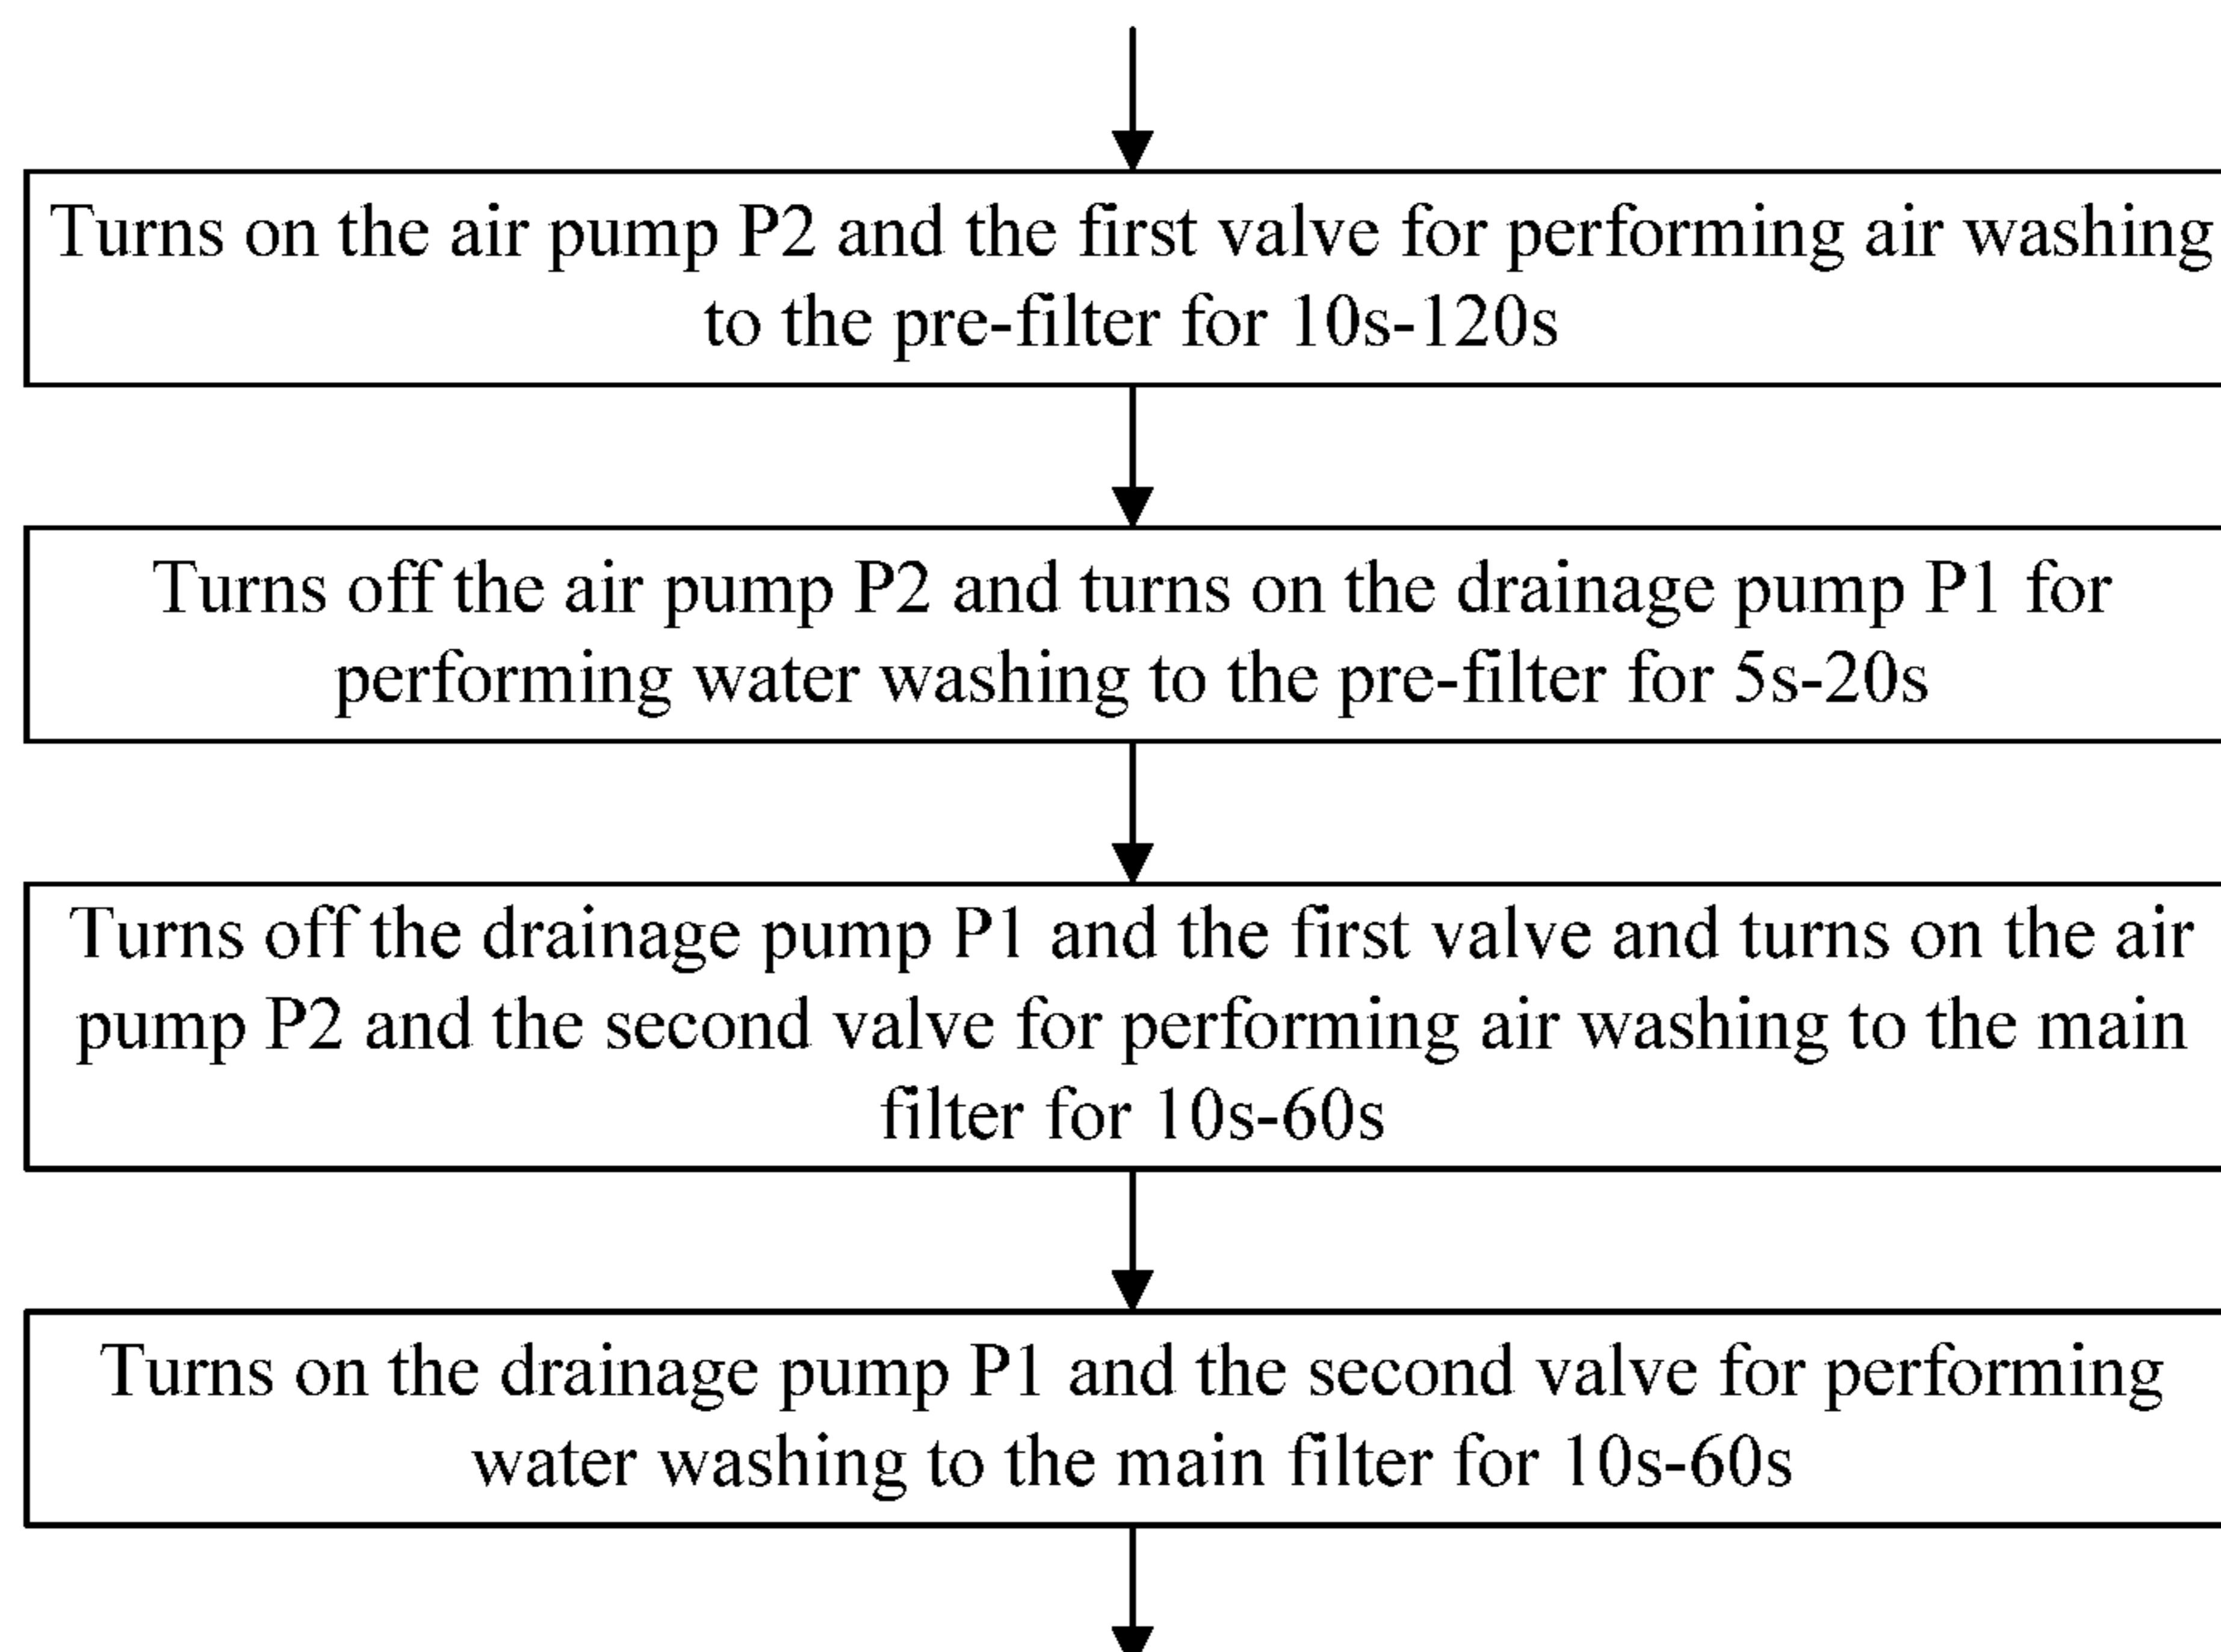 Turns on the air pump P2 and the first valve for performing air washing
to the pre-filter for 10s-120s
Turns off the air pump P2 and turns on the drainage pump P1 for
performing water washing to the pre-filter for 5s-20s
Turns off the drainage pump P1 and the first valve and turns on the air
pump P2 and the second valve for performing air washing to the main
filter for 10s-60s
Turns on the drainage pump P1 and the second valve for performing
water washing to the main filter for 10s-60s